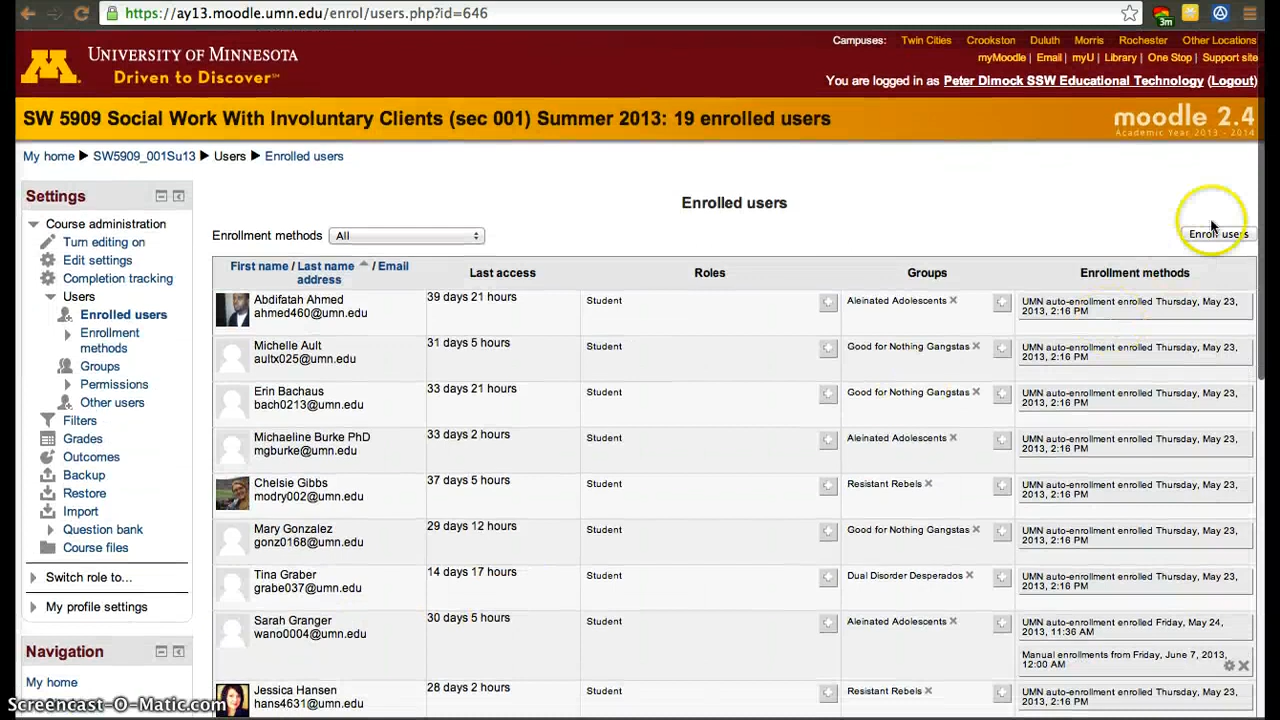 https://ay13.moodle.umn.edu/enrol/users.php?id=646
3m
UNIVERSITY OF MINNESOTA
Driven to Discover℠
Campuses: Twin Cities Crookston Duluth Morris Rochester Other Locations
myMoodle | Email | myU | Library | One Stop | Support site
You are logged in as Peter Dimock SSW Educational Technology (Logout)
SW 5909 Social Work With Involuntary Clients (sec 001) Summer 2013: 19 enrolled users
moodle 2.4
Academic Year 2013 - 2014
My home ▶ SW5909_001Su13 ▶ Users ▶ Enrolled users
Settings
Course administration
Turn editing on
Edit settings
Completion tracking
Users
Enrolled users
Enrollment methods
Groups
Permissions
Other users
Filters
Grades
Outcomes
Backup
Restore
Import
Question bank
Course files
Switch role to...
My profile settings
Navigation
My home
Enrolled users
Enrollment methods All
Enrol users
First name / Last name / Email address
Last access
Roles
Groups
Enrollment methods
Abdifatah Ahmed
ahmed460@umn.edu
39 days 21 hours
Student
Aleinated Adolescents
UMN auto-enrollment enrolled Thursday, May 23, 2013, 2:16 PM
Michelle Ault
aultx025@umn.edu
31 days 5 hours
Student
Good for Nothing Gangstas
UMN auto-enrollment enrolled Thursday, May 23, 2013, 2:16 PM
Erin Bachaus
bach0213@umn.edu
33 days 21 hours
Student
Good for Nothing Gangstas
UMN auto-enrollment enrolled Thursday, May 23, 2013, 2:16 PM
Michaeline Burke PhD
mgburke@umn.edu
33 days 2 hours
Student
Aleinated Adolescents
UMN auto-enrollment enrolled Thursday, May 23, 2013, 2:16 PM
Chelsie Gibbs
modry002@umn.edu
37 days 5 hours
Student
Resistant Rebels
UMN auto-enrollment enrolled Thursday, May 23, 2013, 2:16 PM
Mary Gonzalez
gonz0168@umn.edu
29 days 12 hours
Student
Good for Nothing Gangstas
UMN auto-enrollment enrolled Thursday, May 23, 2013, 2:16 PM
Tina Graber
grabe037@umn.edu
14 days 17 hours
Student
Dual Disorder Desperados
UMN auto-enrollment enrolled Thursday, May 23, 2013, 2:16 PM
Sarah Granger
wano0004@umn.edu
30 days 5 hours
Student
Aleinated Adolescents
UMN auto-enrollment enrolled Friday, May 24, 2013, 11:36 AM
Manual enrollments from Friday, June 7, 2013, 12:00 AM
Jessica Hansen
hans4631@umn.edu
28 days 2 hours
Student
Resistant Rebels
UMN auto-enrollment enrolled Thursday, May 23, 2013, 2:16 PM
Screencast-O-Matic.com